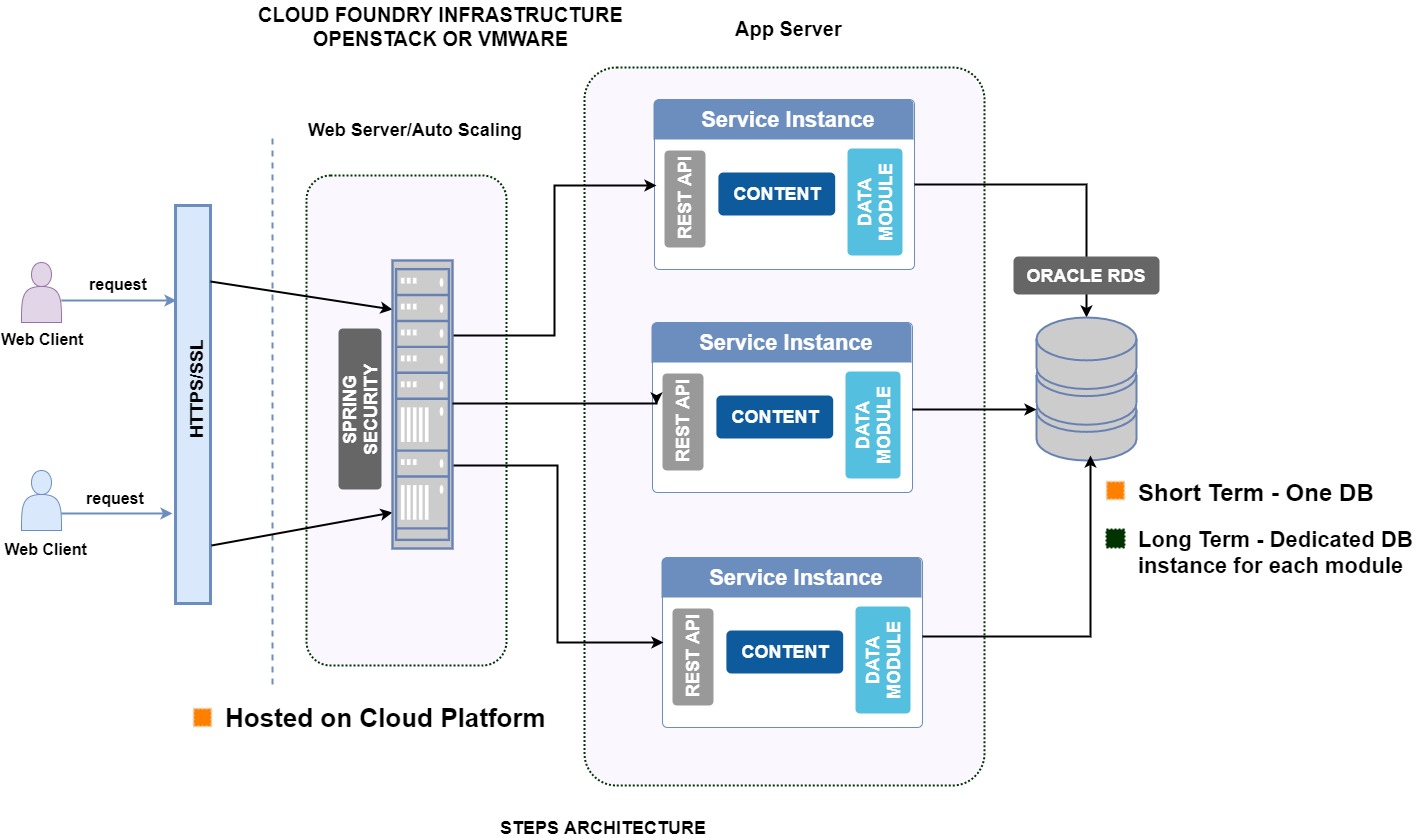 CLOUD FOUNDRY INFRASTRUCTURE
OPENSTACK OR VMWARE
App Server
Web Server/Auto Scaling
request
Web Client
request
Web Client
HTTPS/SSL
SPRING
SECURITY
Service Instance
REST API
CONTENT
DATA
MODULE
Service Instance
REST API
CONTENT
DATA
MODULE
Service Instance
REST API
CONTENT
DATA
MODULE
ORACLE RDS
Short Term - One DB
Long Term - Dedicated DB
instance for each module
Hosted on Cloud Platform
STEPS ARCHITECTURE